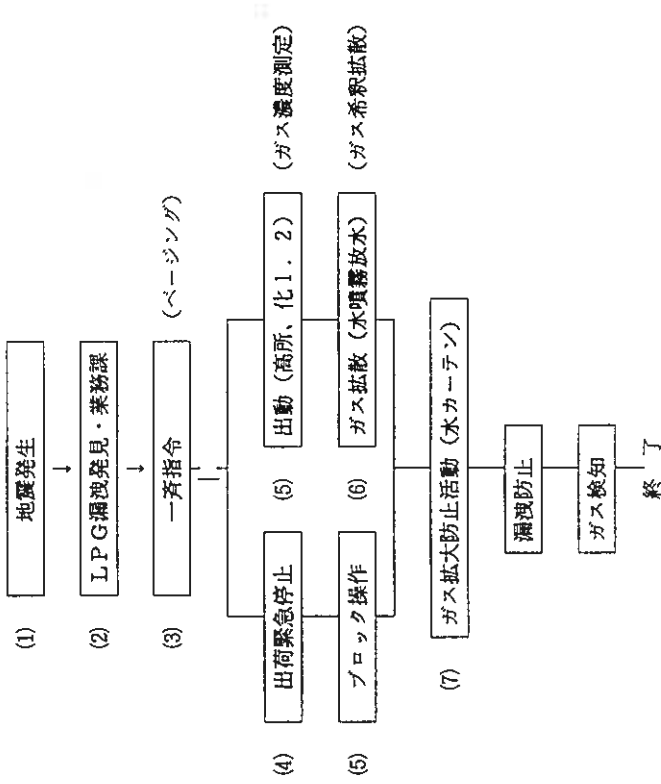 (1) 地震発生
(2) LPG漏洩発見・業務課
(3) 一斉指令 (ページング)
(4) 出荷緊急停止
(5) 出動(高所、化1.2) (ガス濃度測定)
(5) ブロック操作
(6) ガス拡散(水噴霧放水) (ガス希釈拡散)
(7) ガス拡大防止活動(水カーテン)
漏洩防止
ガス検知
終了